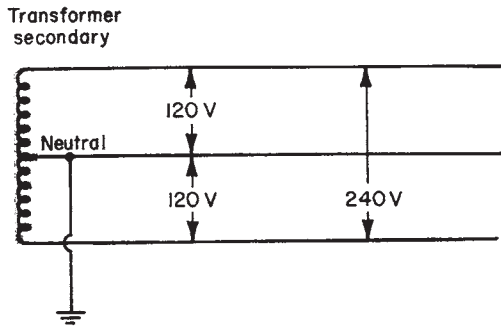 Transformer
secondary
120 V
Neutral
120 V
240 V